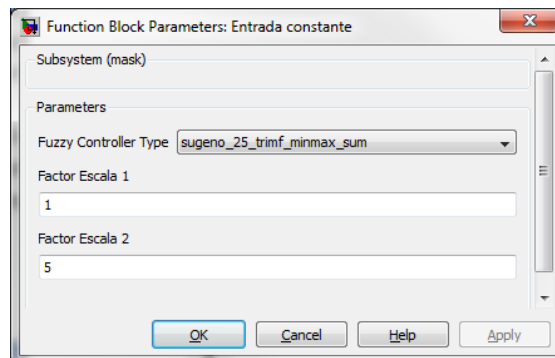 Function Block Parameters: Entrada constante
Subsystem (mask)
Parameters
Fuzzy Controller Type sugeno_25_trimf_minmax_sum
Factor Escala 1
1
Factor Escala 2
5
OK Cancel Help Apply